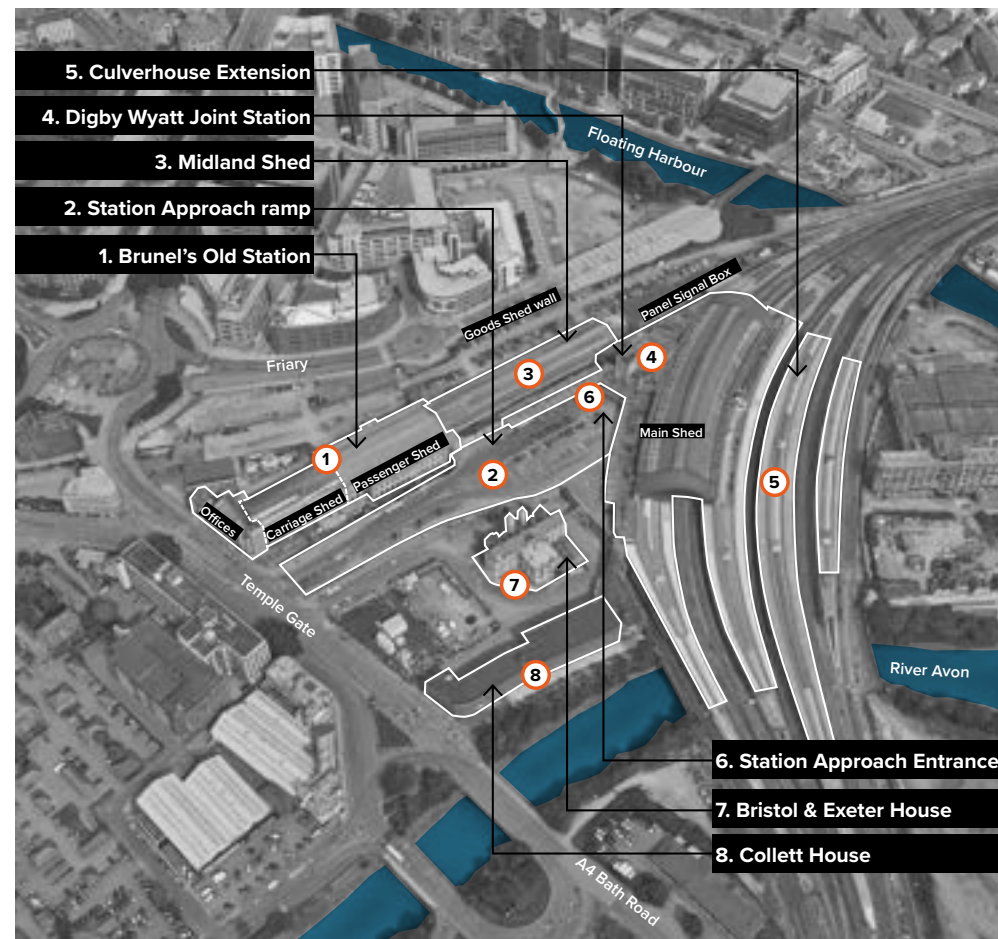 5. Culverhouse Extension
4. Digby Wyatt Joint Station
3. Midland Shed
2. Station Approach ramp
1. Brunel's Old Station
Floating Harbour
Panel Signal Box
Goods Shed wall
Friary
3
4
6
Main Shed
1
Passenger Shed
2
5
Carriage Shed
Offices
7
Temple Gate
8
River Avon
6. Station Approach Entrance
7. Bristol & Exeter House
8. Collett House
A4 Bath Road